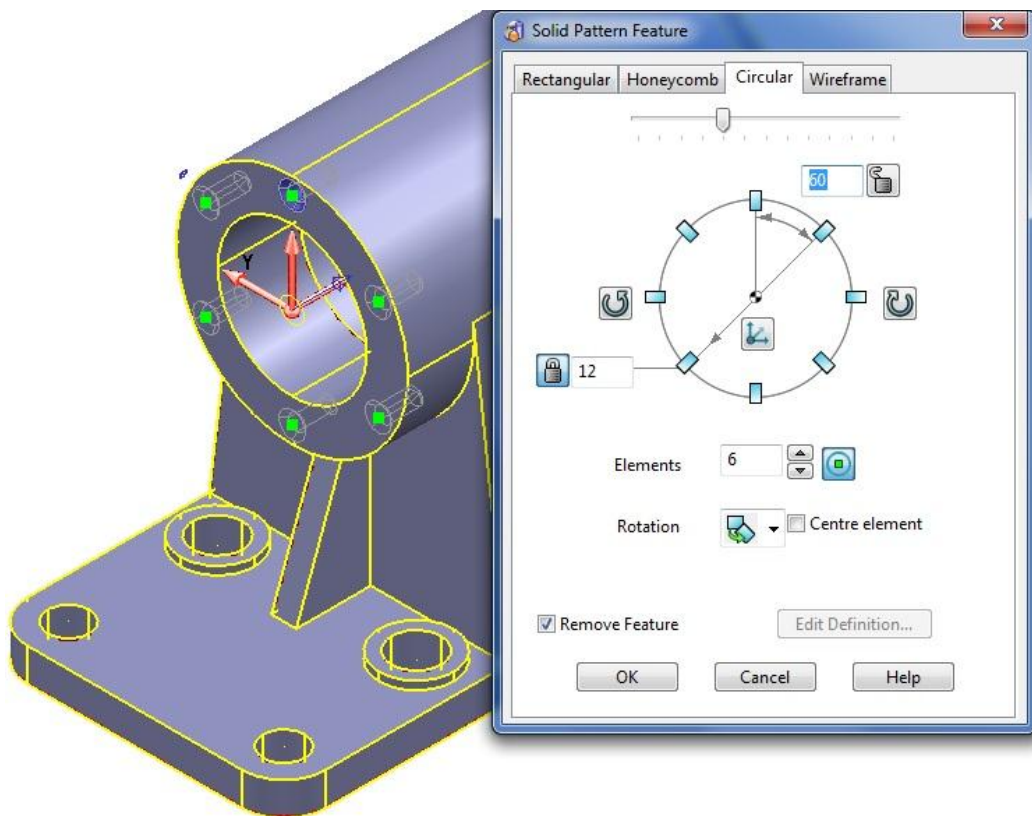 Solid Pattern Feature
Rectangular Honeycomb Circular Wireframe
60
Y
12
Elements 6
Rotation Centre element
Remove Feature Edit Definition...
OK Cancel Help